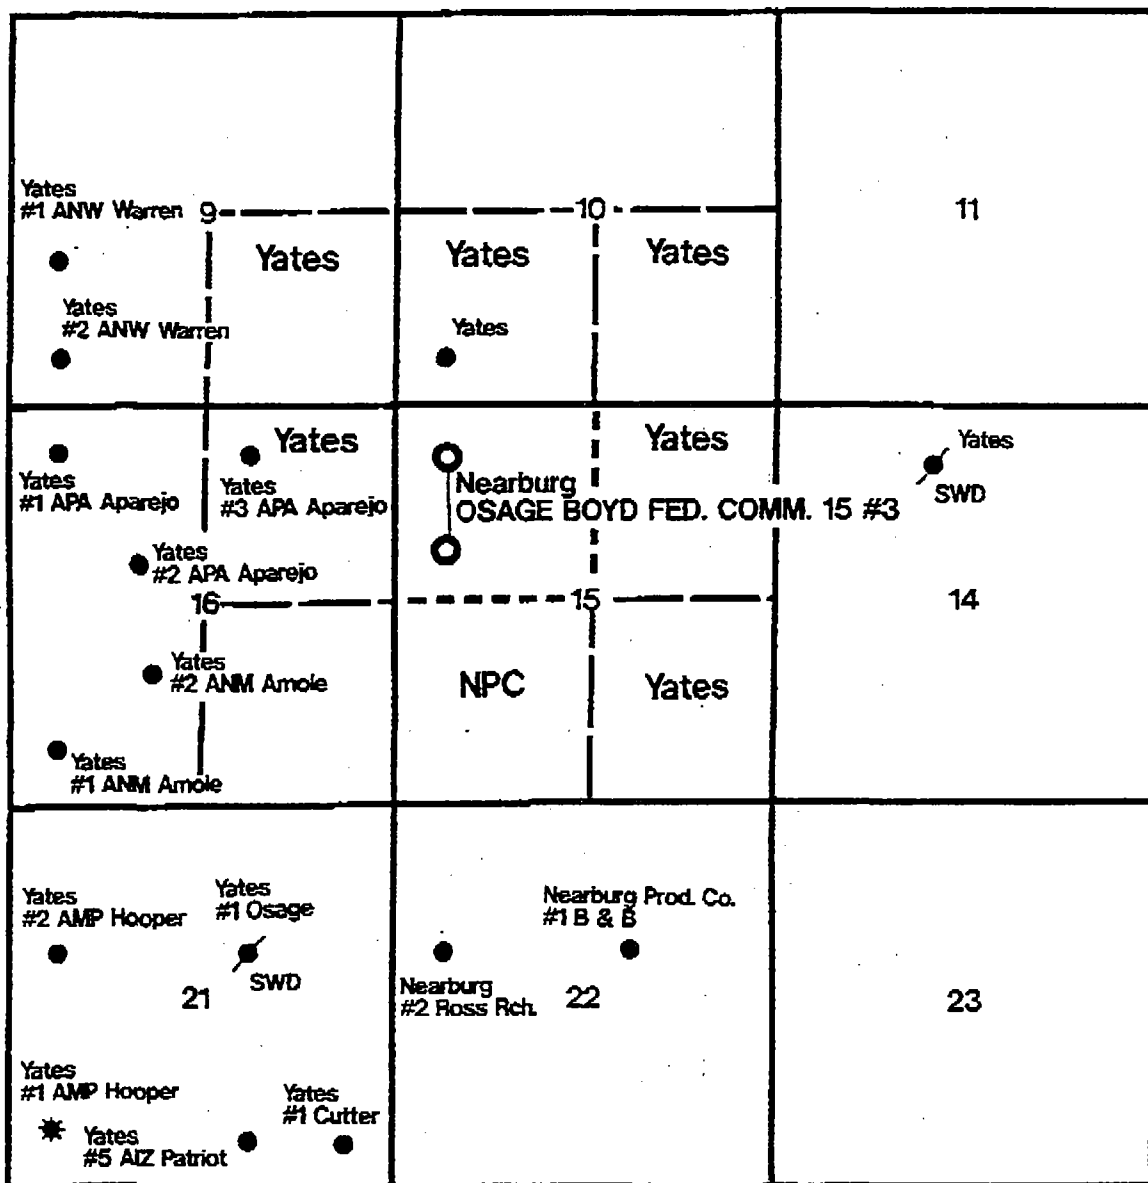 Yates
#1 ANW Warren
9
10
11
Yates
Yates
Yates
Yates
#2 ANW Warren
Yates
Yates
#1 APA Aparejo
Yates
Yates
#3 APA Aparejo
Yates
Nearburg
OSAGE BOYD FED. COMM. 15 #3
Yates
SWD
Yates
#2 APA Aparejo
16
15
14
Yates
#2 ANM Amole
NPC
Yates
Yates
#1 ANM Amole
Yates
#2 AMP Hooper
Yates
#1 Osage
SWD
21
Nearburg Prod. Co.
#1 B & B
Nearburg
#2 Ross Rch.
22
23
Yates
#1 AMP Hooper
Yates
#5 AIZ Patriot
Yates
#1 Cutter